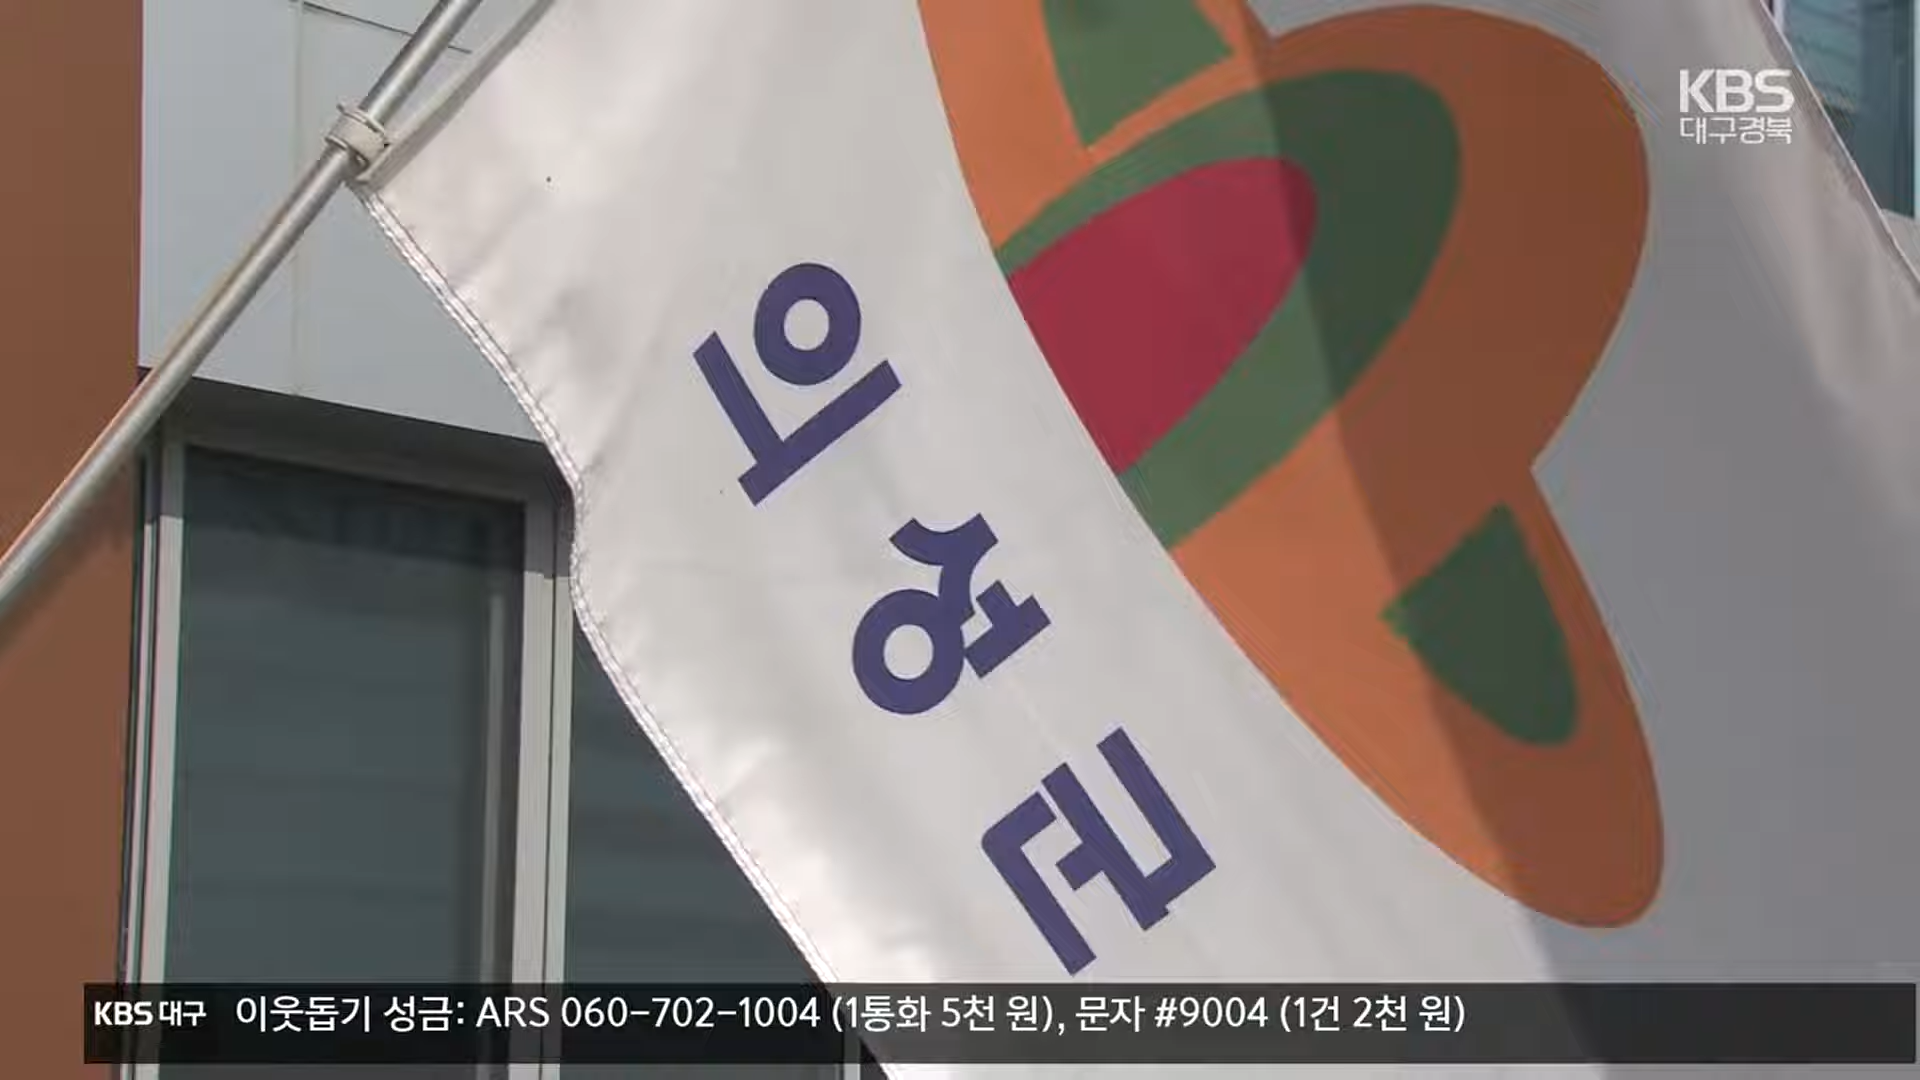 KBS
대구경북
의성군
KBS 대구 이웃돕기 성금: ARS 060-702-1004 (1통화 5천 원), 문자 #9004 (1건 2천 원)